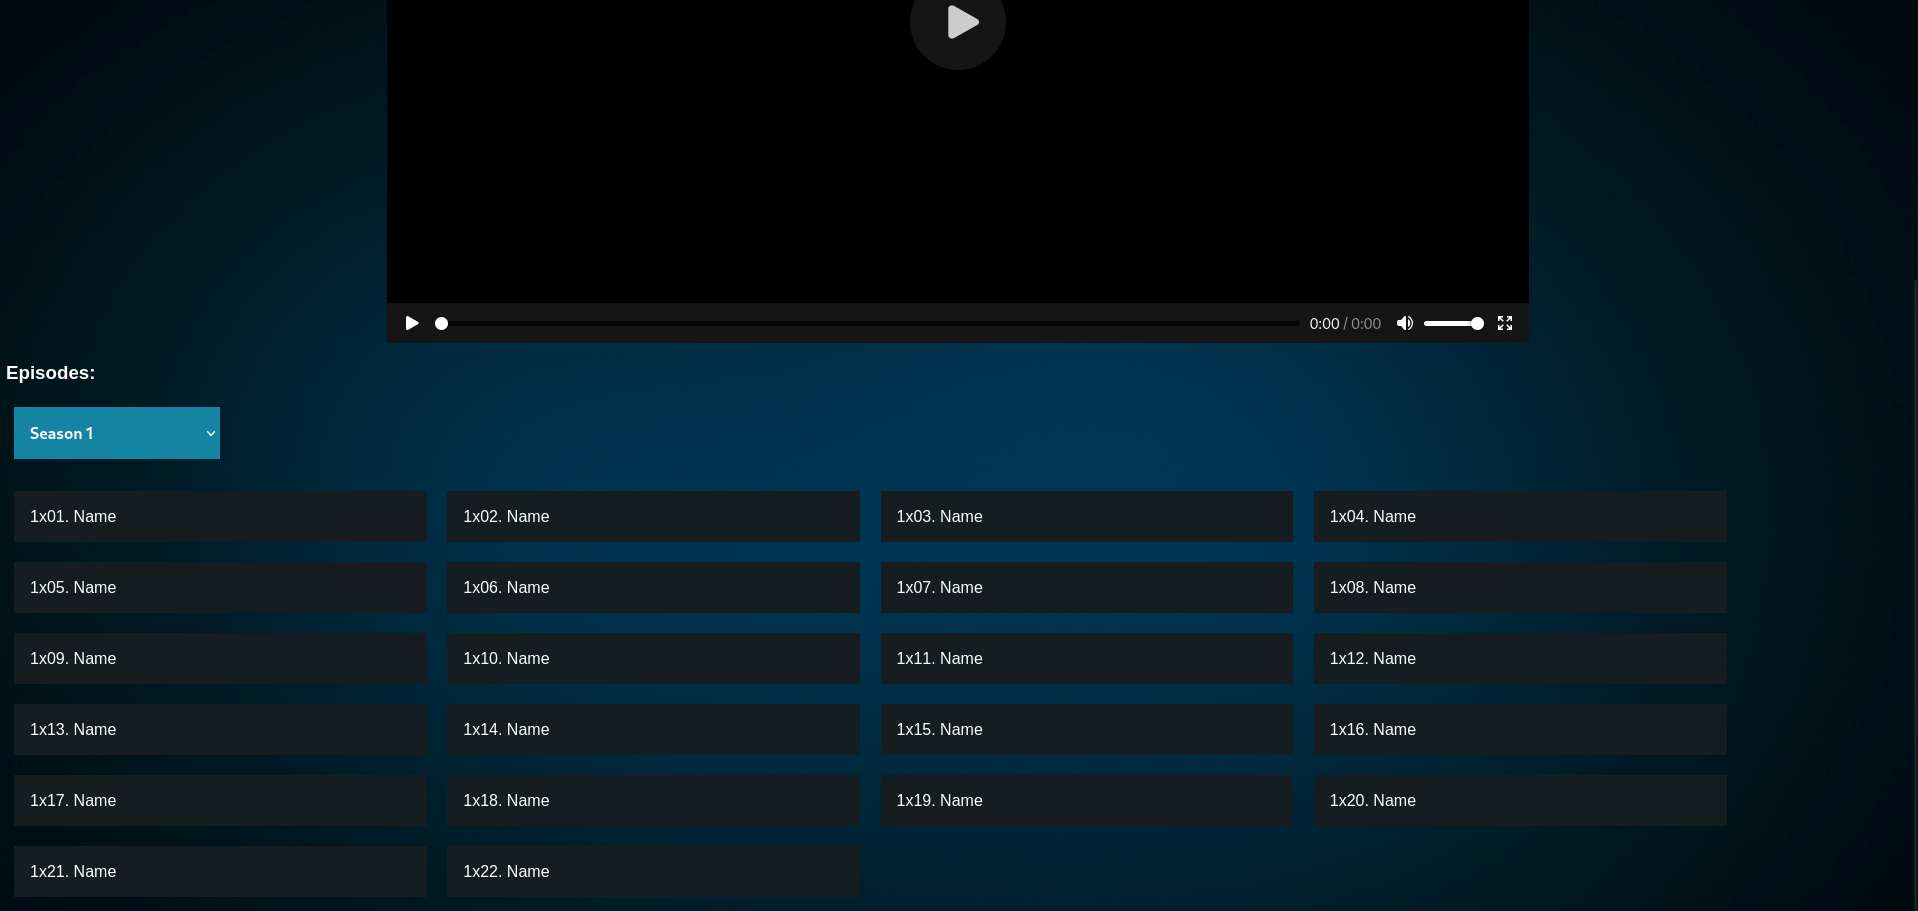 0:00 / 0:00
Episodes:
Season 1
1x01. Name 1x02. Name 1x03. Name 1x04. Name
1x05. Name 1x06. Name 1x07. Name 1x08. Name
1x09. Name 1x10. Name 1x11. Name 1x12. Name
1x13. Name 1x14. Name 1x15. Name 1x16. Name
1x17. Name 1x18. Name 1x19. Name 1x20. Name
1x21. Name 1x22. Name